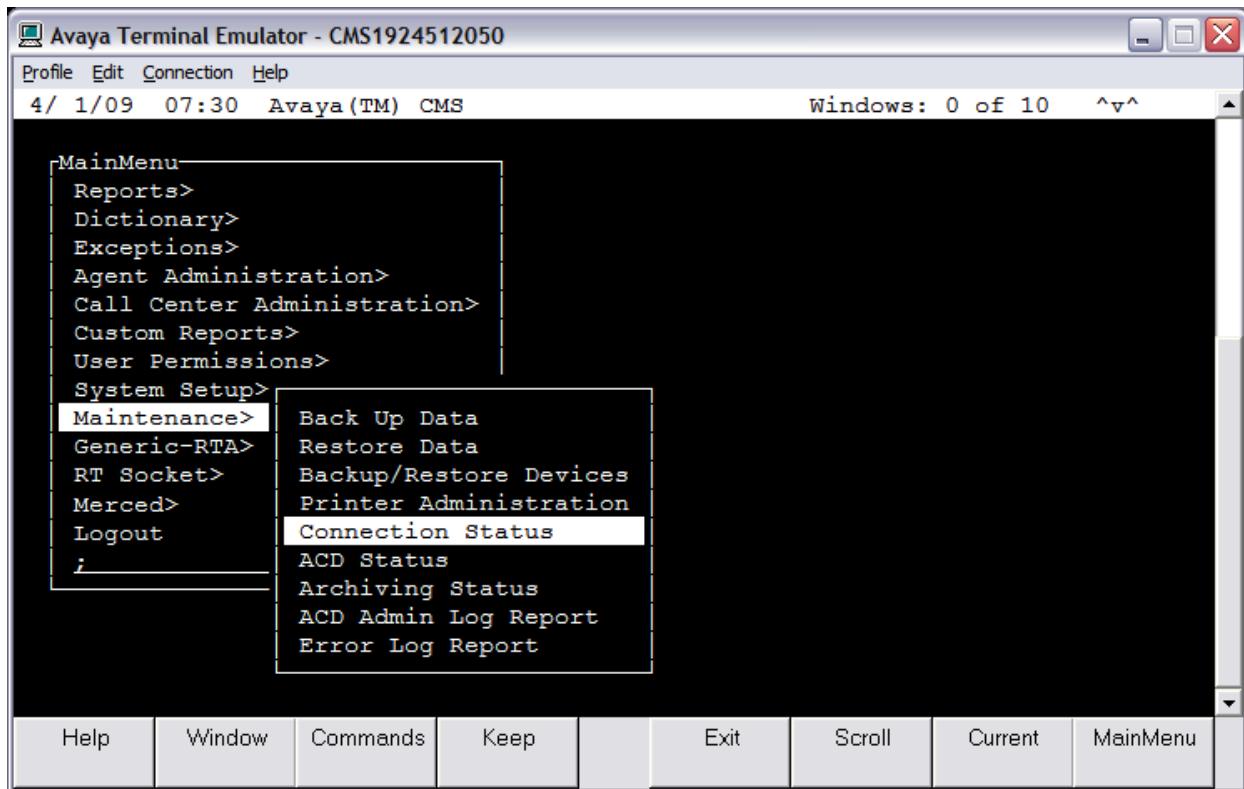 Avaya Terminal Emulator - CMS1924512050
Profile Edit Connection Help
4/ 1/09 07:30 Avaya(TM) CMS Windows: 0 of 10 ^v^
MainMenu
Reports>
Dictionary>
Exceptions>
Agent Administration>
Call Center Administration>
Custom Reports>
User Permissions>
System Setup>
Maintenance>
Generic-RTA>
RT Socket>
Merced>
Logout
;
Back Up Data
Restore Data
Backup/Restore Devices
Printer Administration
Connection Status
ACD Status
Archiving Status
ACD Admin Log Report
Error Log Report
Help Window Commands Keep Exit Scroll Current MainMenu